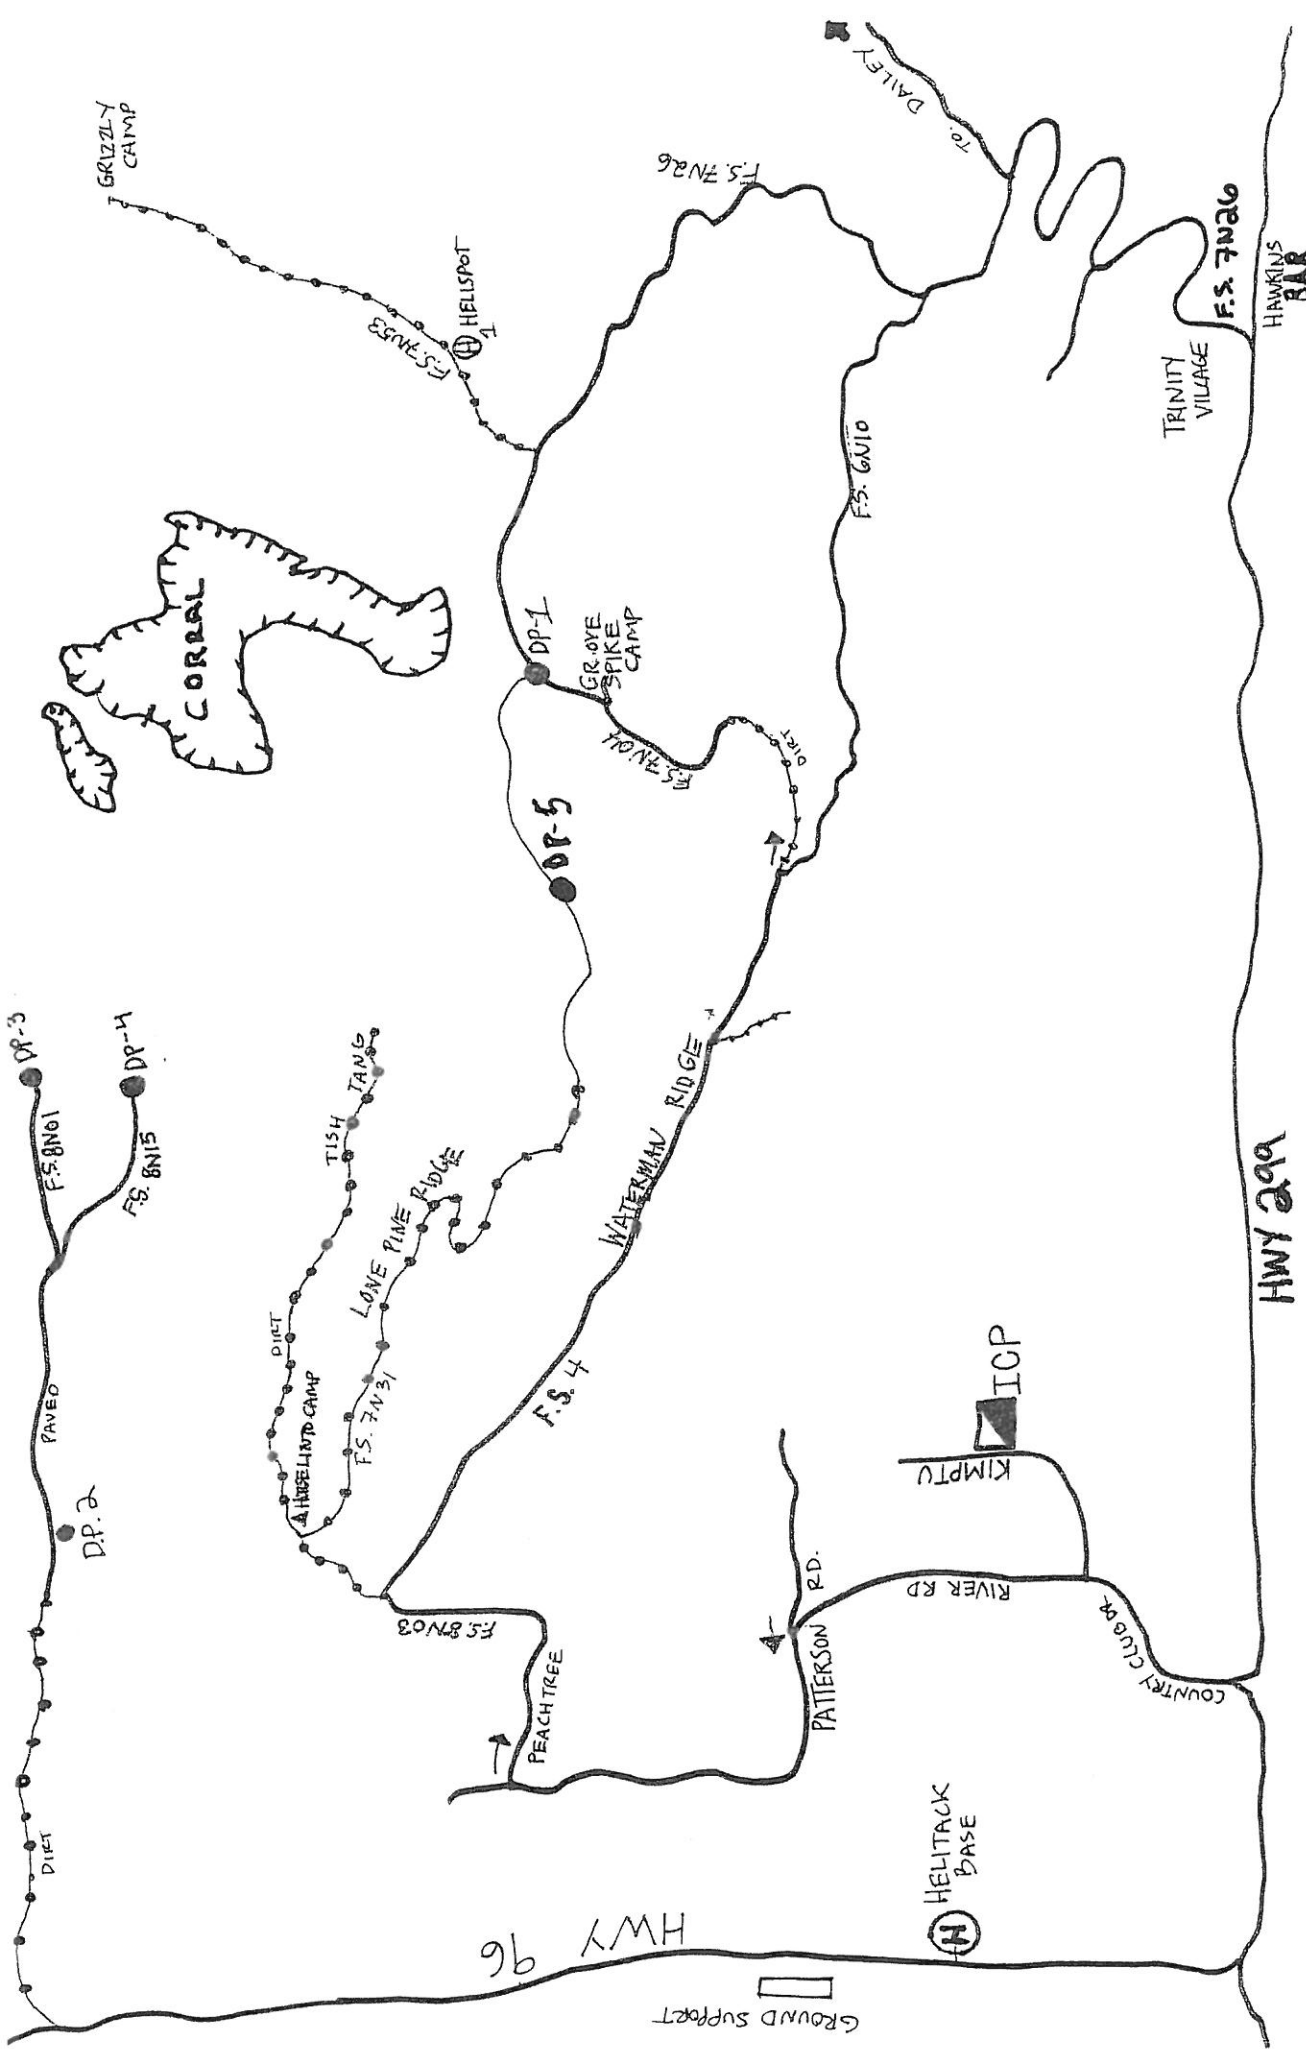 DP-3
F.S. 8N01
DP-4
F.S. 8N15
PAVED
D.P. 2
DIRT
HWY
96
GROUND SUPPORT
H
HELITACK
BASE
CORRAL
GRIZZLY
CAMP
F.S. 7N53
H
HELISPOT
1
F.S. 7N26
TO:
DAILEY
DP-1
GROVE
SPIKE
CAMP
F.S. 7N04
DIRT
DP-5
F.S. 6N10
TISH
TANG
DIRT
LONE PINE
RIDGE
F.S. 7N31
HOSELINTO CAMP
WATERMAN
RIDGE
F.S. 4
F.S. 8N03
PEACHTREE
PATTERSON
RD.
RIVER RD
KIMPTU
ICP
COUNTRY CLUB DR
HWY 299
TRINITY
VILLAGE
F.S. 7N26
HAWKINS
BAR